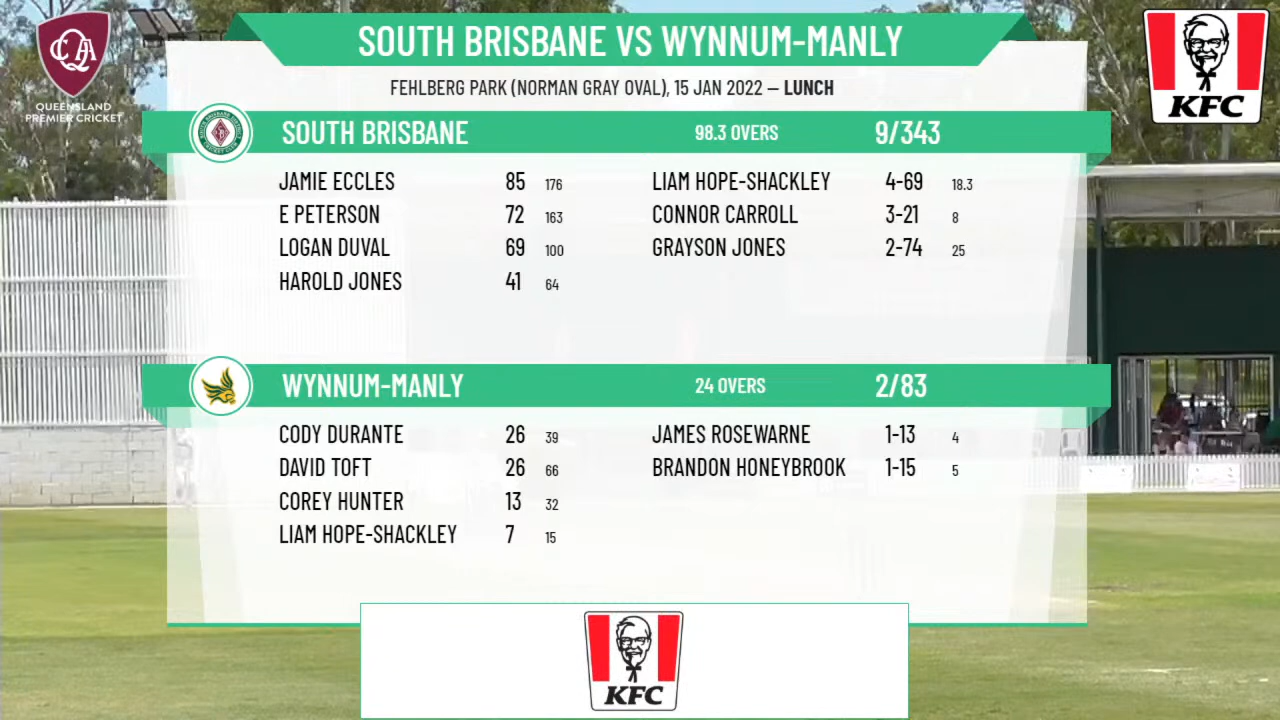 SOUTH BRISBANE VS WYNNUM-MANLY
FEHLBERG PARK (NORMAN GRAY OVAL), 15 JAN 2022 – LUNCH
CQA
QUEENSLAND
PREMIER CRICKET
KFC
SOUTH BRISBANE 98.3 OVERS 9/343
JAMIE ECCLES 85 176 LIAM HOPE-SHACKLEY 4-69 18.3
E PETERSON 72 163 CONNOR CARROLL 3-21 8
LOGAN DUVAL 69 100 GRAYSON JONES 2-74 25
HAROLD JONES 41 64
WYNNUM-MANLY 24 OVERS 2/83
CODY DURANTE 26 39 JAMES ROSEWARNE 1-13 4
DAVID TOFT 26 66 BRANDON HONEYBROOK 1-15 5
COREY HUNTER 13 32
LIAM HOPE-SHACKLEY 7 15
KFC